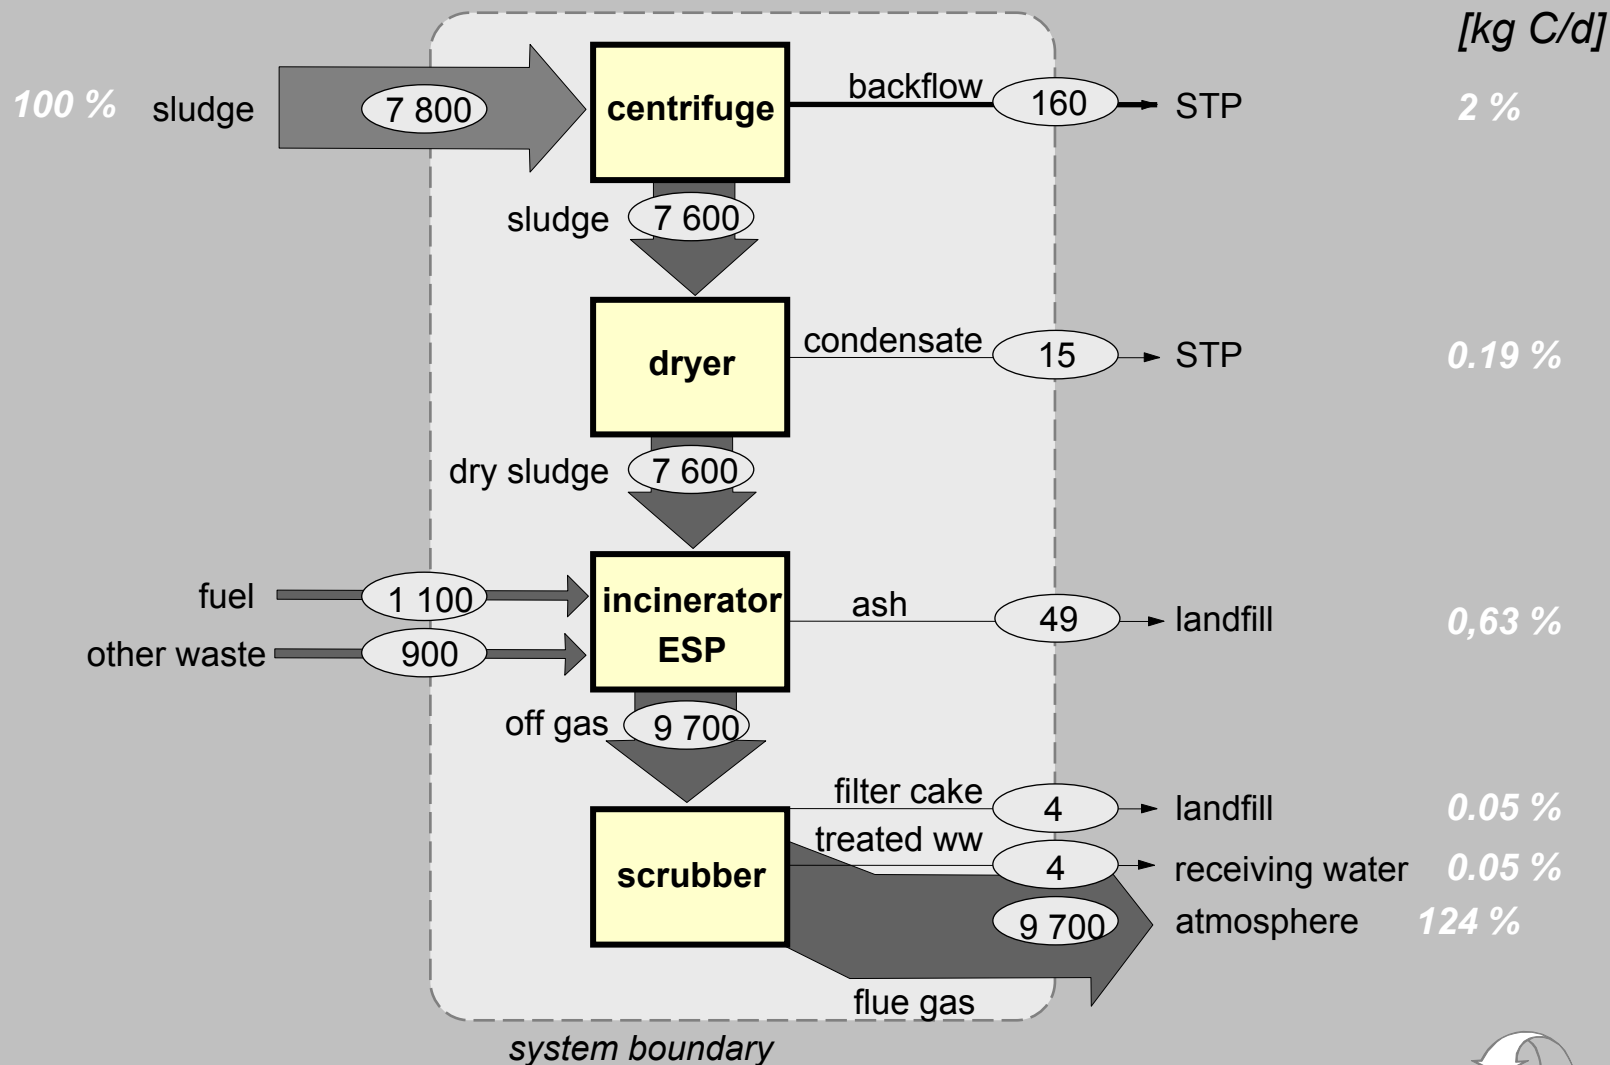 [kg C/d]
100 % sludge 7 800 centrifuge backflow 160 STP 2 %
sludge 7 600
dryer condensate 15 STP 0.19 %
dry sludge 7 600
fuel 1 100
other waste 900
incinerator
ESP
ash 49 landfill 0,63 %
off gas 9 700
scrubber
filter cake 4 landfill 0.05 %
treated ww 4 receiving water 0.05 %
9 700 atmosphere 124 %
flue gas
system boundary